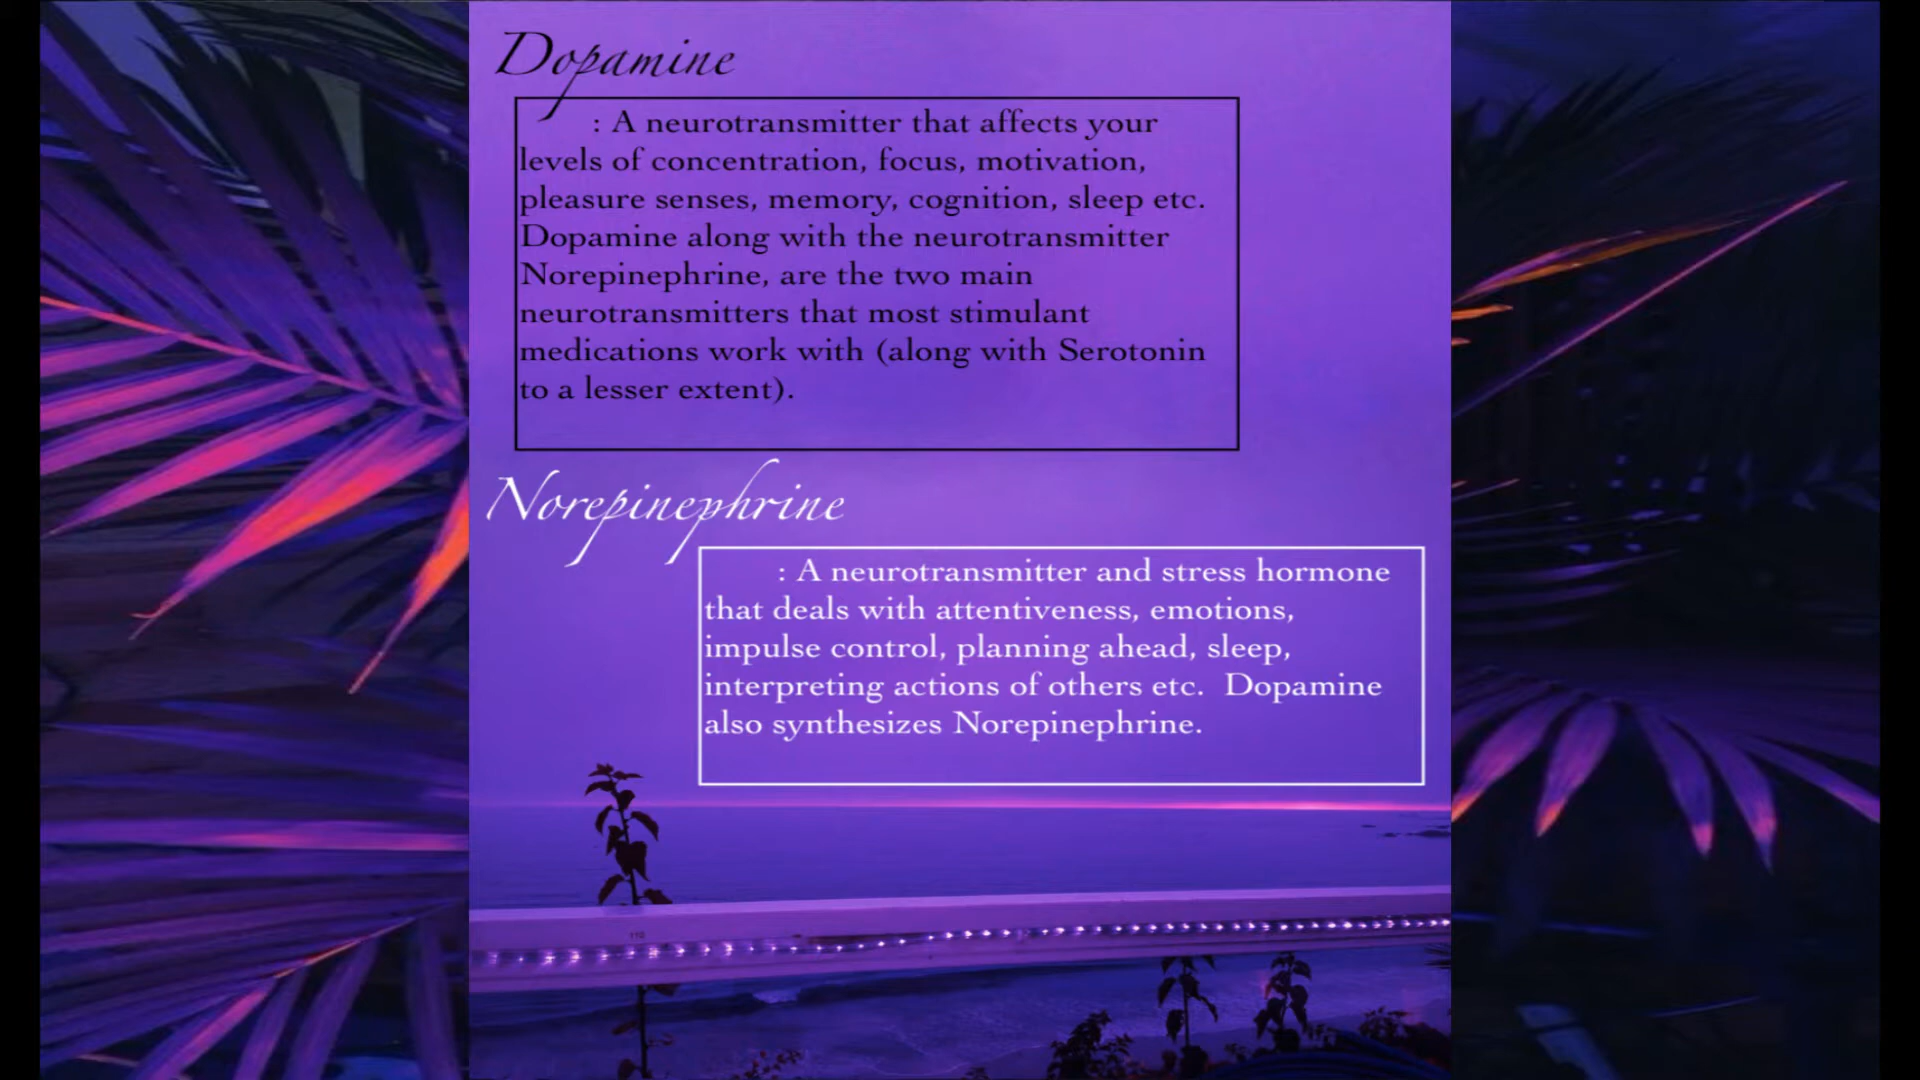 Dopamine
: A neurotransmitter that affects your
levels of concentration, focus, motivation,
pleasure senses, memory, cognition, sleep etc.
Dopamine along with the neurotransmitter
Norepinephrine, are the two main
neurotransmitters that most stimulant
medications work with (along with Serotonin
to a lesser extent).
Norepinephrine
: A neurotransmitter and stress hormone
that deals with attentiveness, emotions,
impulse control, planning ahead, sleep,
interpreting actions of others etc. Dopamine
also synthesizes Norepinephrine.
110